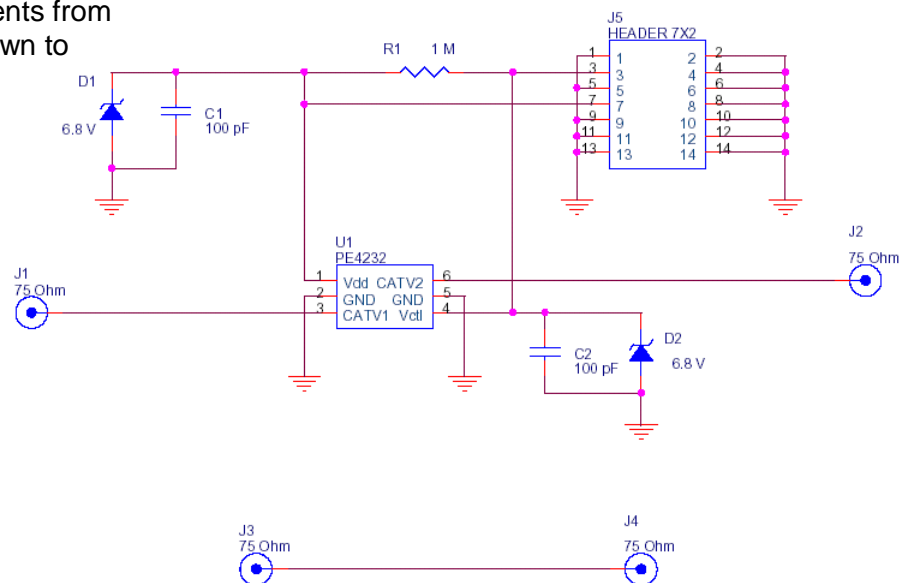 ents from
wn to
J5
HEADER 7X2
R1 1 M
1 1 2 2
3 3 4 4
5 5 6 6
7 7 8 8
9 9 10 10
11 11 12 12
13 13 14 14
D1
6.8 V
C1
100 pF
J2
75 Ohm
U1
PE4232
J1
75 Ohm
1 Vdd CATV2 6
2 GND GND 5
3 CATV1 Vctl 4
C2
100 pF
D2
6.8 V
J3
75 Ohm
J4
75 Ohm